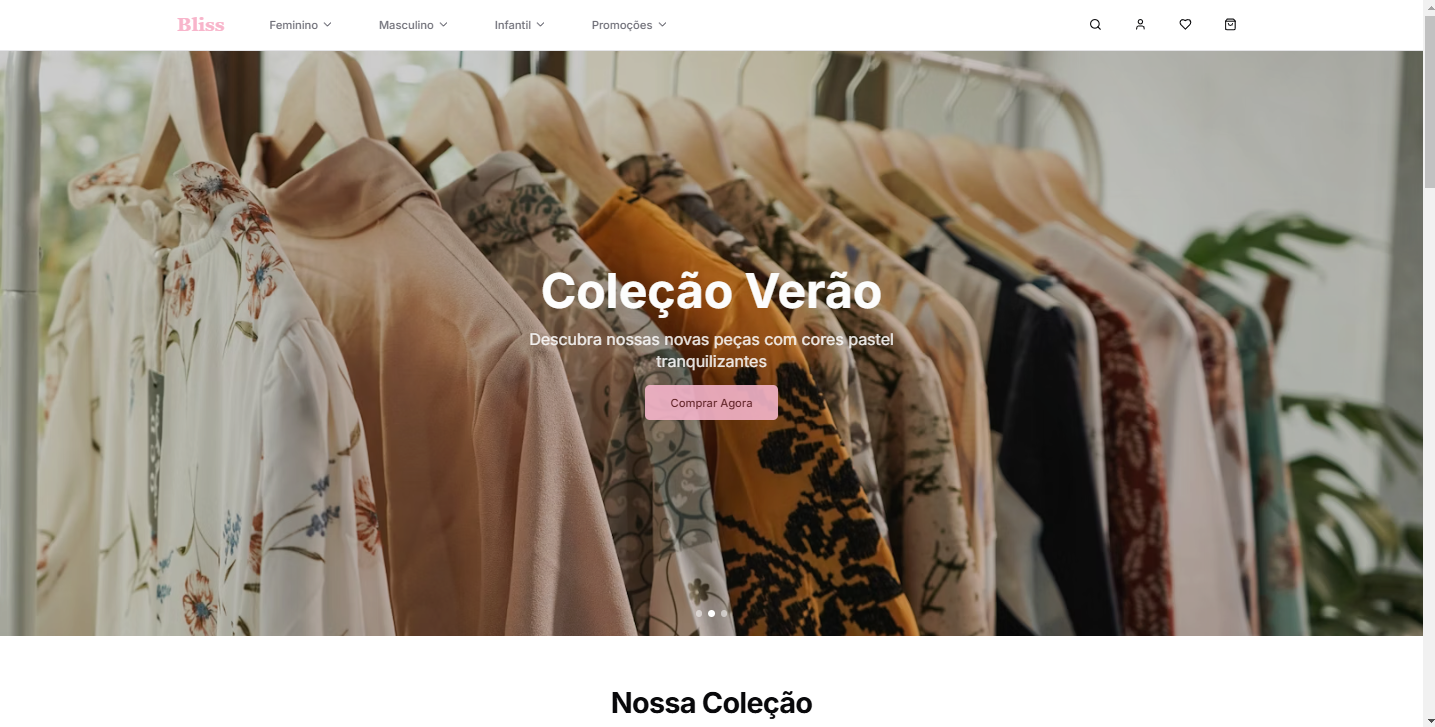 Bliss
Feminino
Masculino
Infantil
Promoções
Coleção Verão
Descubra nossas novas peças com cores pastel
tranquilizantes
Comprar Agora
Nossa Coleção